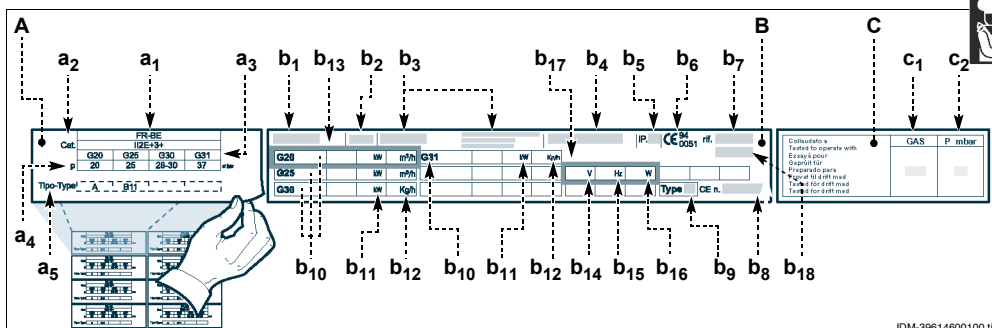 A a2 a1 a3 b1 b13 b2 b3 b17 b4 b5 b6 b7 B C c1 c2
FR-BE
Cat. II2E+3+
G20 G25 G30 G31
p 20 25 28-30 37 mbar
Tipo-Type A B11
IP. CE 94 0051 rif.
G20 kW m³/h G31 kW Kg/h
G25 kW m³/h V Hz W
G30 kW Kg/h Type CE n.
Collaudato a
Tested to operate with
Essayé pour
Geprüft für
Preparado para
Provat til drift med
Testad för drift med
Tested for drift med
GAS P mbar
a4 a5 b10 b11 b12 b10 b11 b12 b14 b15 b16 b9 b8 b18
IDM-39614600100.ti